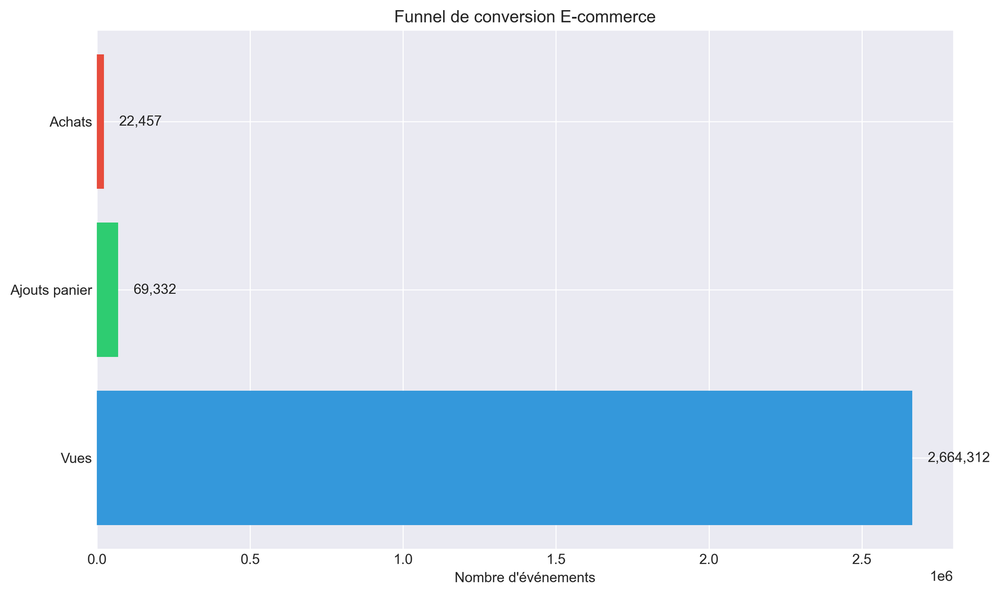 Funnel de conversion E-commerce
Achats
22,457
Ajouts panier
69,332
Vues
2,664,312
0.0 0.5 1.0 1.5 2.0 2.5
1e6
Nombre d'événements